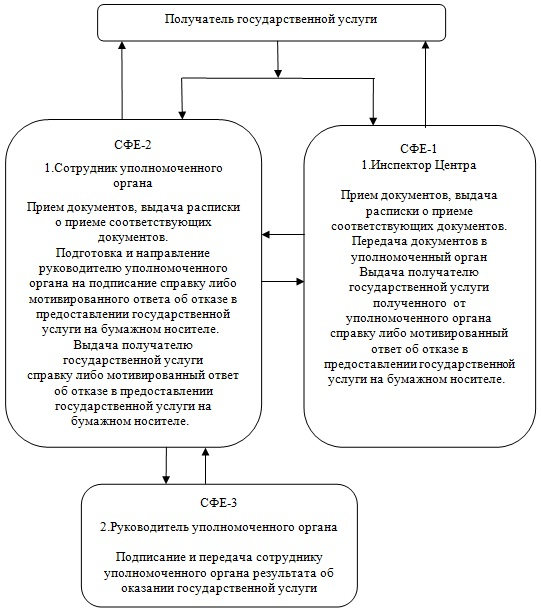 Получатель государственной услуги
СФЕ-2
1.Сотрудник уполномоченного
органа
Прием документов, выдача расписки
о приеме соответствующих
документов.
Подготовка и направление
руководителю уполномоченного
органа на подписание справку либо
мотивированного ответа об отказе в
предоставлении государственной
услуги на бумажном носителе.
Выдача получателю
государственной услуги
справку либо мотивированный ответ
об отказе в предоставлении
государственной услуги на
бумажном носителе.
СФЕ-1
1.Инспектор Центра
Прием документов, выдача
расписки о приеме
соответствующих документов.
Передача документов в
уполномоченный орган
Выдача получателю
государственной услуги
полученного от
уполномоченного органа
справку либо мотивированный
ответ об отказе в
предоставлении государственной
услуги на бумажном носителе.
СФЕ-3
2.Руководитель уполномоченного органа
Подписание и передача сотруднику
уполномоченного органа результата об
оказании государственной услуги